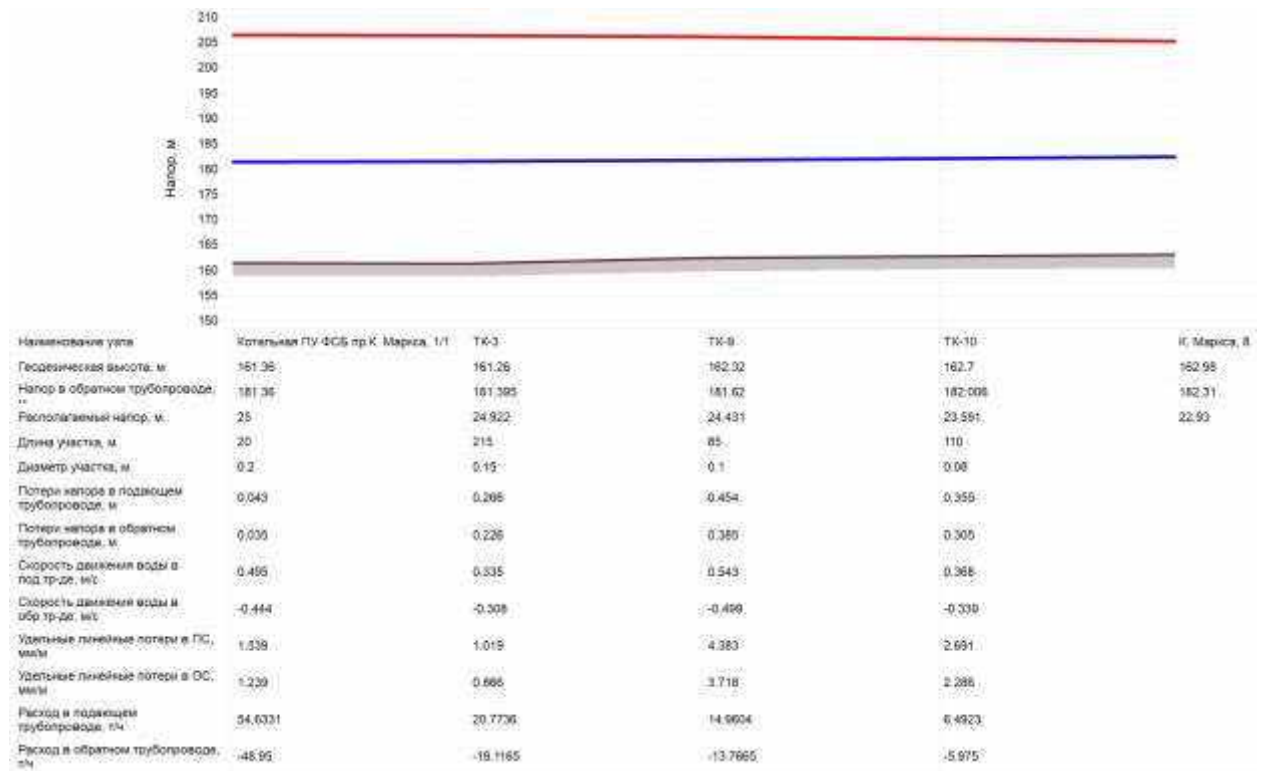 210
205
200
195
190
185
180
175
170
165
160
155
150
Напор, м
Наименование узла Котельная ПУ ФСБ пр.К. Маркса, 1/1 ТК-3 ТК-9 ТК-10 К. Маркса, 8
Геодезическая высота, м 161.36 161.26 162.32 162.7 162.98
Напор в обратном трубопроводе, 181.36 181.395 181.62 182.006 182.31
Располагаемый напор, м 25 24.922 24.431 23.591 22.93
Длина участка, м 20 215 85 110
Диаметр участка, м 0.2 0.15 0.1 0.08
Потери напора в подающем
трубопроводе, м 0.043 0.266 0.454 0.355
Потери напора в обратном
трубопроводе, м 0.035 0.226 0.385 0.305
Скорость движения воды в
под.тр-де, м/с 0.495 0.335 0.543 0.368
Скорость движения воды в
обр.тр-де, м/с -0.444 -0.308 -0.499 -0.339
Удельные линейные потери в ПС,
мм/м 1.539 1.019 4.383 2.691
Удельные линейные потери в ОС,
мм/м 1.239 0.866 3.718 2.286
Расход в подающем
трубопроводе, т/ч 54.6331 20.7736 14.9604 6.4923
Расход в обратном трубопроводе,
т/ч -48.95 -19.1165 -13.7665 -5.975